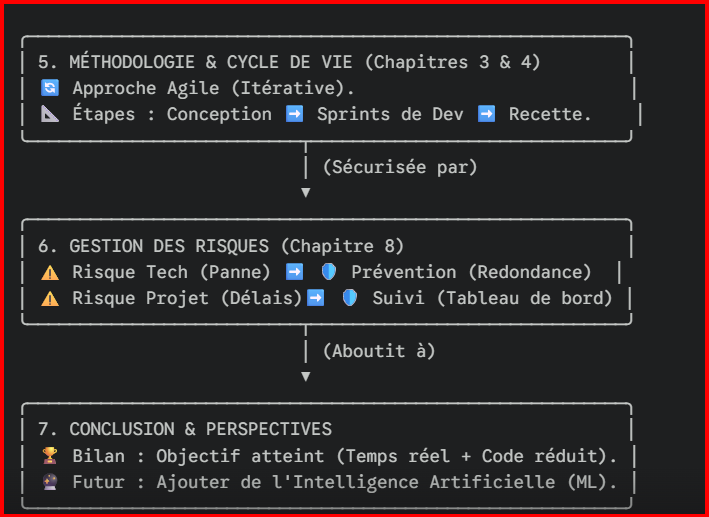 5. MÉTHODOLOGIE & CYCLE DE VIE (Chapitres 3 & 4)
🔄 Approche Agile (Itérative).
📐 Étapes : Conception ➡️ Sprints de Dev ➡️ Recette.
(Sécurisée par)
▼
6. GESTION DES RISQUES (Chapitre 8)
⚠️ Risque Tech (Panne) ➡️ 🛡️ Prévention (Redondance)
⚠️ Risque Projet (Délais)➡️ 🛡️ Suivi (Tableau de bord)
(Aboutit à)
▼
7. CONCLUSION & PERSPECTIVES
🏆 Bilan : Objectif atteint (Temps réel + Code réduit).
🔮 Futur : Ajouter de l'Intelligence Artificielle (ML).